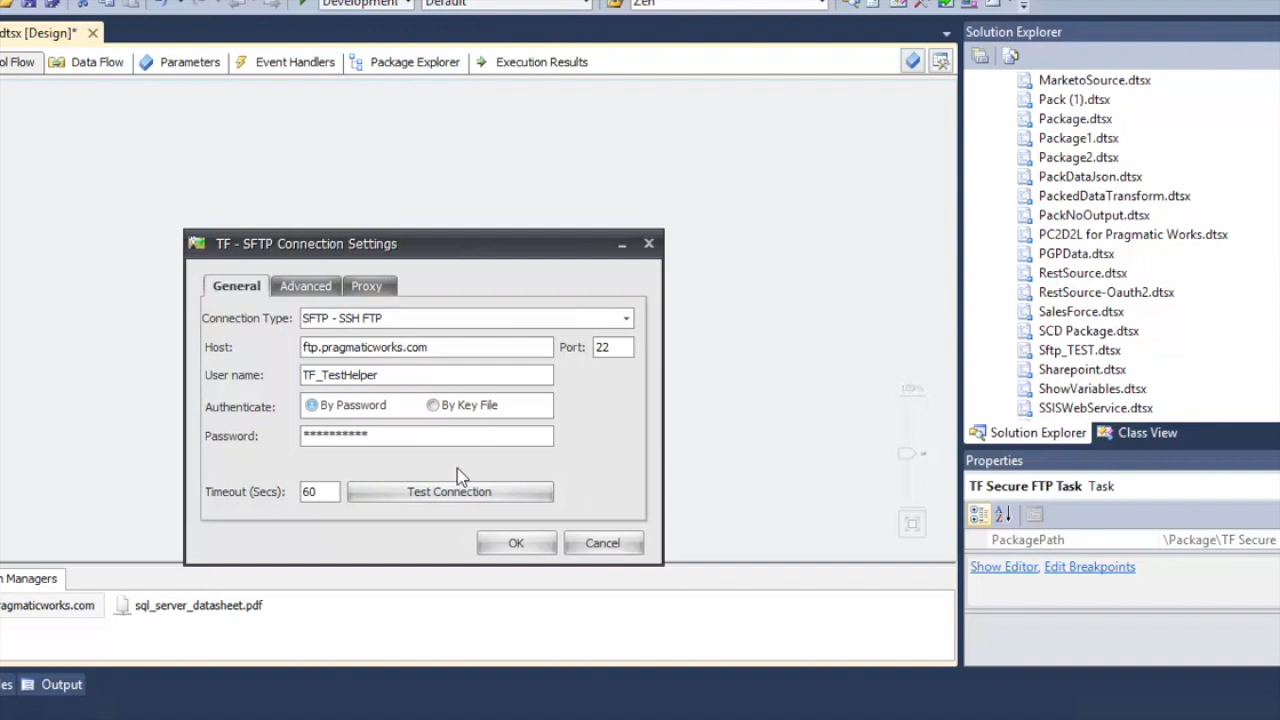 Development Default Zen
dtsx [Design]*
ol Flow Data Flow Parameters Event Handlers Package Explorer Execution Results
TF - SFTP Connection Settings
General Advanced Proxy
Connection Type: SFTP - SSH FTP
Host: ftp.pragmaticworks.com Port: 22
User name: TF_TestHelper
Authenticate: By Password By Key File
Password: **********
Timeout (Secs): 60 Test Connection
OK Cancel
100%
n Managers
ragmaticworks.com sql_server_datasheet.pdf
es Output
Solution Explorer
MarketoSource.dtsx
Pack (1).dtsx
Package.dtsx
Package1.dtsx
Package2.dtsx
PackDataJson.dtsx
PackedDataTransform.dtsx
PackNoOutput.dtsx
PC2D2L for Pragmatic Works.dtsx
PGPData.dtsx
RestSource.dtsx
RestSource-Oauth2.dtsx
SalesForce.dtsx
SCD Package.dtsx
Sftp_TEST.dtsx
Sharepoint.dtsx
ShowVariables.dtsx
SSISWebService.dtsx
Solution Explorer Class View
Properties
TF Secure FTP Task Task
PackagePath \Package\TF Secure
Show Editor, Edit Breakpoints